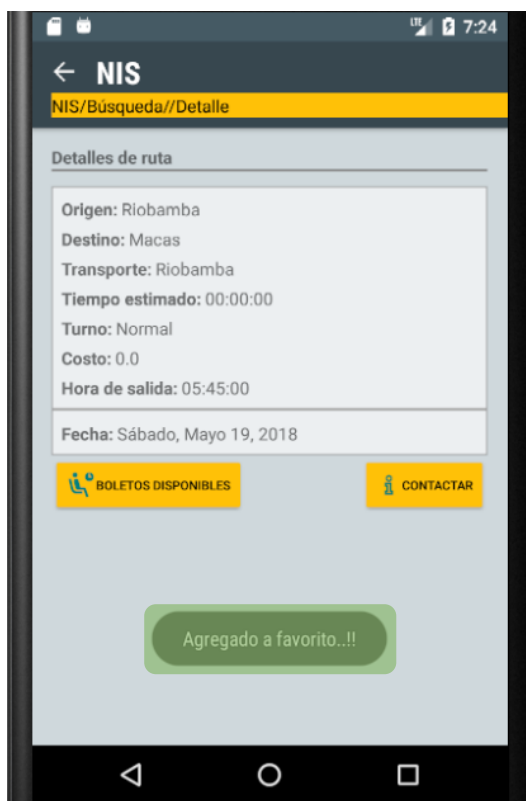 LTE 7:24
NIS
NIS/Búsqueda//Detalle
Detalles de ruta
Origen: Riobamba
Destino: Macas
Transporte: Riobamba
Tiempo estimado: 00:00:00
Turno: Normal
Costo: 0.0
Hora de salida: 05:45:00
Fecha: Sábado, Mayo 19, 2018
BOLETOS DISPONIBLES
CONTACTAR
Agregado a favorito..!!